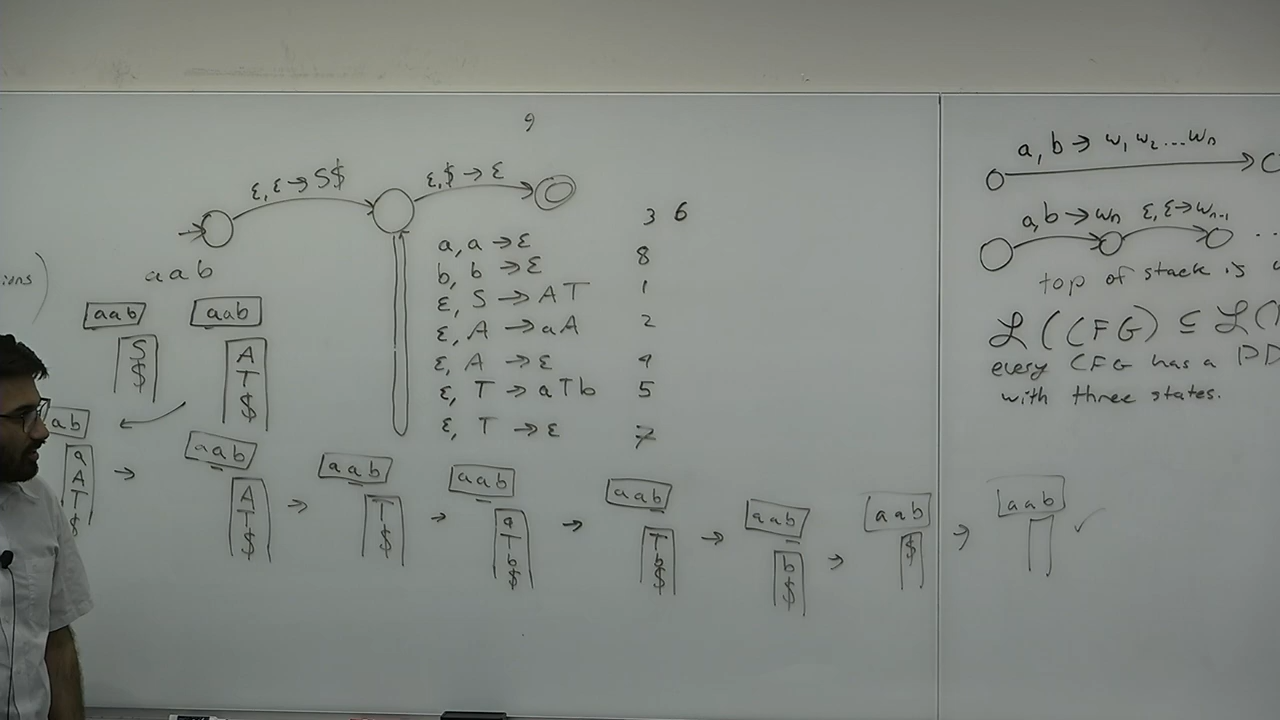 9
ε, ε → S$
ε, $ → ε
3 6
a, a → ε
b, b → ε 8
ε, S → AT 1
ε, A → aA 2
ε, A → ε 4
ε, T → aTb 5
ε, T → ε 7
aab
aab
S
$
aab
A
T
$
ab
a
A
T
$
→
aab
A
T
$
→
aab
T
$
→
aab
a
T
b
$
→
aab
T
b
$
→
aab
b
$
→
aab
$
→
aab
✓
ions)
a, b → w₁ w₂ ... wₙ
a, b → wₙ ε, ε → wₙ₋₁ ...
top of stack is
ℒ(CFG) ⊆ ℒ(
every CFG has a PD
with three states.